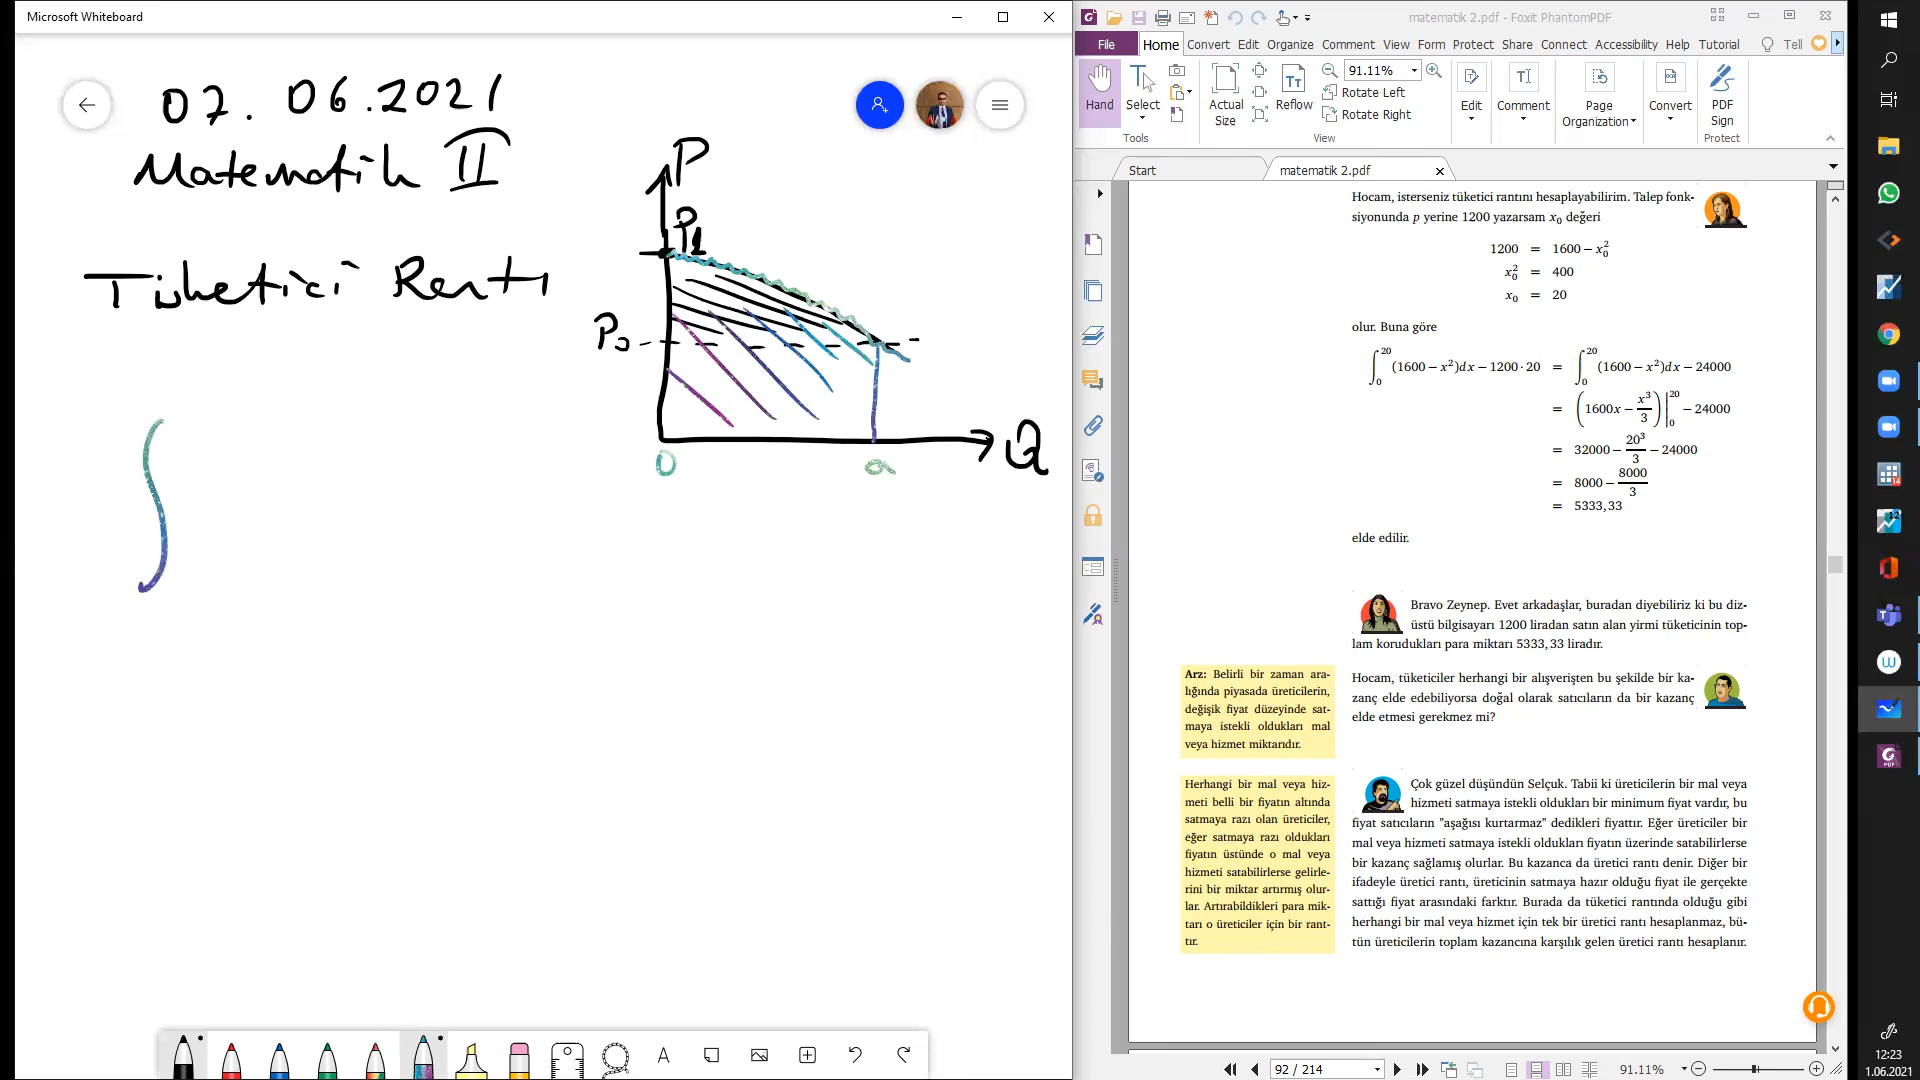 Microsoft Whiteboard
07. 06.2021
Matematik II
Tüketici Rantı
P
P1
P0
0
a
Q
matematik 2.pdf - Foxit PhantomPDF
File Home Convert Edit Organize Comment View Form Protect Share Connect Accessibility Help Tutorial Tell
Hand
Select
Actual Size
Reflow
91.11%
Rotate Left
Rotate Right
Edit
Comment
Page Organization
Convert
PDF Sign
Tools
View
Protect
Start
matematik 2.pdf
Hocam, isterseniz tüketici rantını hesaplayabilirim. Talep fonk-
siyonunda p yerine 1200 yazarsam x₀ değeri
1200 = 1600 − x₀²
x₀² = 400
x₀ = 20
olur. Buna göre
∫₀²⁰ (1600 − x²)dx − 1200 · 20 = ∫₀²⁰ (1600 − x²)dx − 24000
= (1600x − x³/3) |₀²⁰ − 24000
= 32000 − 20³/3 − 24000
= 8000 − 8000/3
= 5333,33
elde edilir.
Bravo Zeynep. Evet arkadaşlar, buradan diyebiliriz ki bu diz-
üstü bilgisayarı 1200 liradan satın alan yirmi tüketicinin top-
lam korudukları para miktarı 5333,33 liradır.
Arz: Belirli bir zaman ara-
lığında piyasada üreticilerin,
değişik fiyat düzeyinde sat-
maya istekli oldukları mal
veya hizmet miktarıdır.
Hocam, tüketiciler herhangi bir alışverişten bu şekilde bir ka-
zanç elde edebiliyorsa doğal olarak satıcıların da bir kazanç
elde etmesi gerekmez mi?
Herhangi bir mal veya hiz-
meti belli bir fiyatın altında
satmaya razı olan üreticiler,
eğer satmaya razı oldukları
fiyatın üstünde o mal veya
hizmeti satabilirlerse gelirle-
rini bir miktar artırmış olur-
lar. Artırabildikleri para mik-
tarı o üreticiler için bir rant-
tır.
Çok güzel düşündün Selçuk. Tabii ki üreticilerin bir mal veya
hizmeti satmaya istekli oldukları bir minimum fiyat vardır, bu
fiyat satıcıların "aşağısı kurtarmaz" dedikleri fiyattır. Eğer üreticiler bir
mal veya hizmeti satmaya istekli oldukları fiyatın üzerinde satabilirlerse
bir kazanç sağlamış olurlar. Bu kazanca da üretici rantı denir. Diğer bir
ifadeyle üretici rantı, üreticinin satmaya hazır olduğu fiyat ile gerçekte
sattığı fiyat arasındaki farktır. Burada da tüketici rantında olduğu gibi
herhangi bir mal veya hizmet için tek bir üretici rantı hesaplanmaz, bü-
tün üreticilerin toplam kazancına karşılık gelen üretici rantı hesaplanır.
92 / 214
91.11%
12:23
1.06.2021